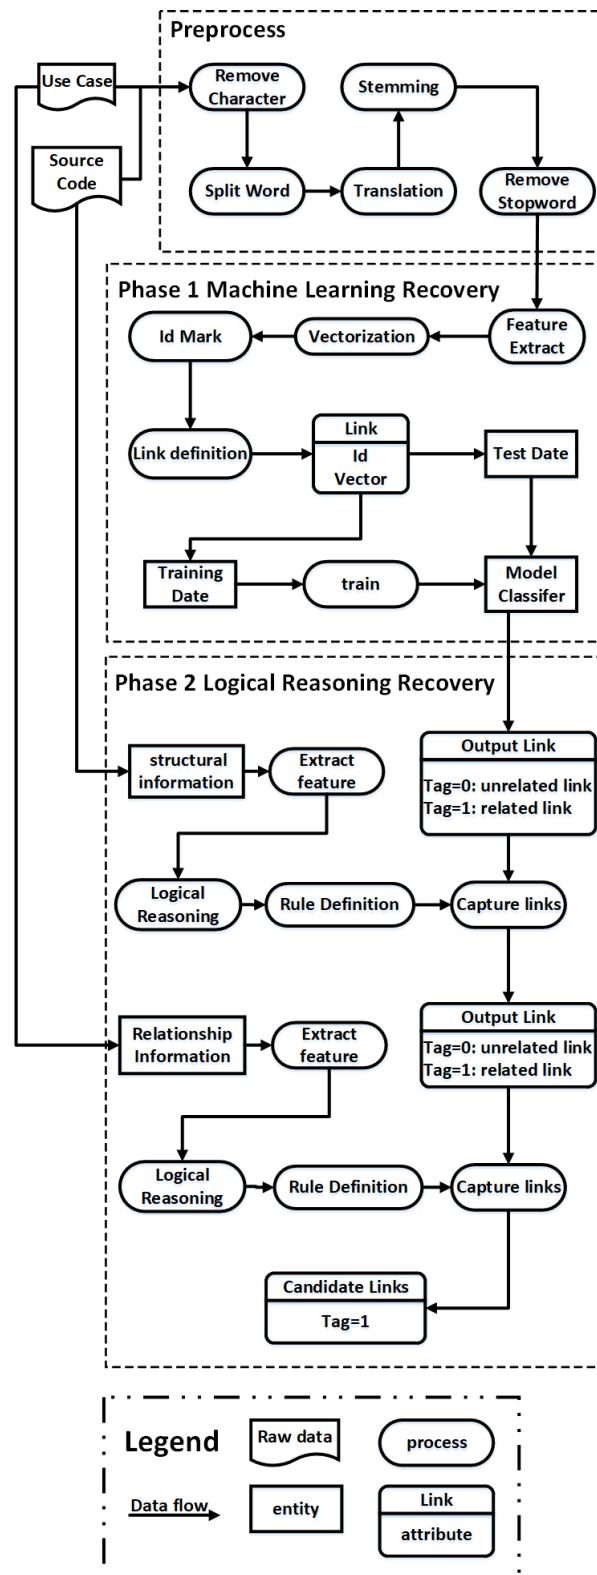 Preprocess
Use Case
Remove
Character
Stemming
Source
Code
Split Word
Translation
Remove
Stopword
Phase 1 Machine Learning Recovery
Id Mark
Vectorization
Feature
Extract
Link definition
Link
Id
Vector
Test Date
Training
Date
train
Model
Classifer
Phase 2 Logical Reasoning Recovery
structural
information
Extract
feature
Output Link
Tag=0: unrelated link
Tag=1: related link
Logical
Reasoning
Rule Definition
Capture links
Relationship
Information
Extract
feature
Output Link
Tag=0: unrelated link
Tag=1: related link
Logical
Reasoning
Rule Definition
Capture links
Candidate Links
Tag=1
Legend
Raw data
process
Data flow
entity
Link
attribute